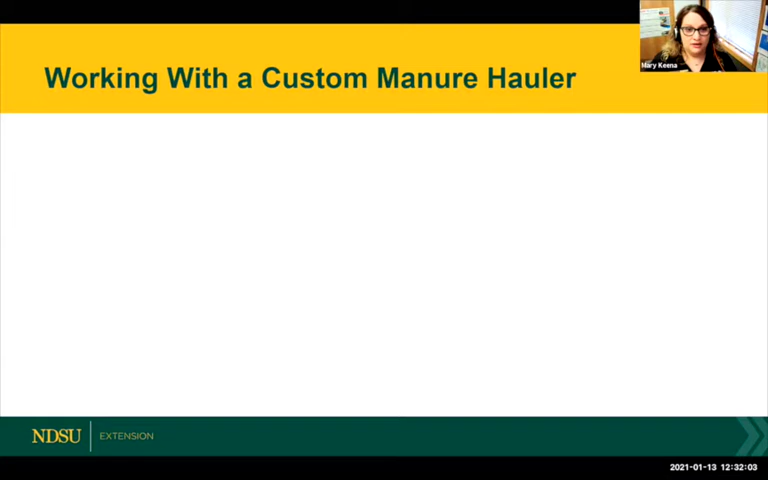 Working With a Custom Manure Hauler
Mary Keena
NDSU EXTENSION
2021-01-13 12:32:03